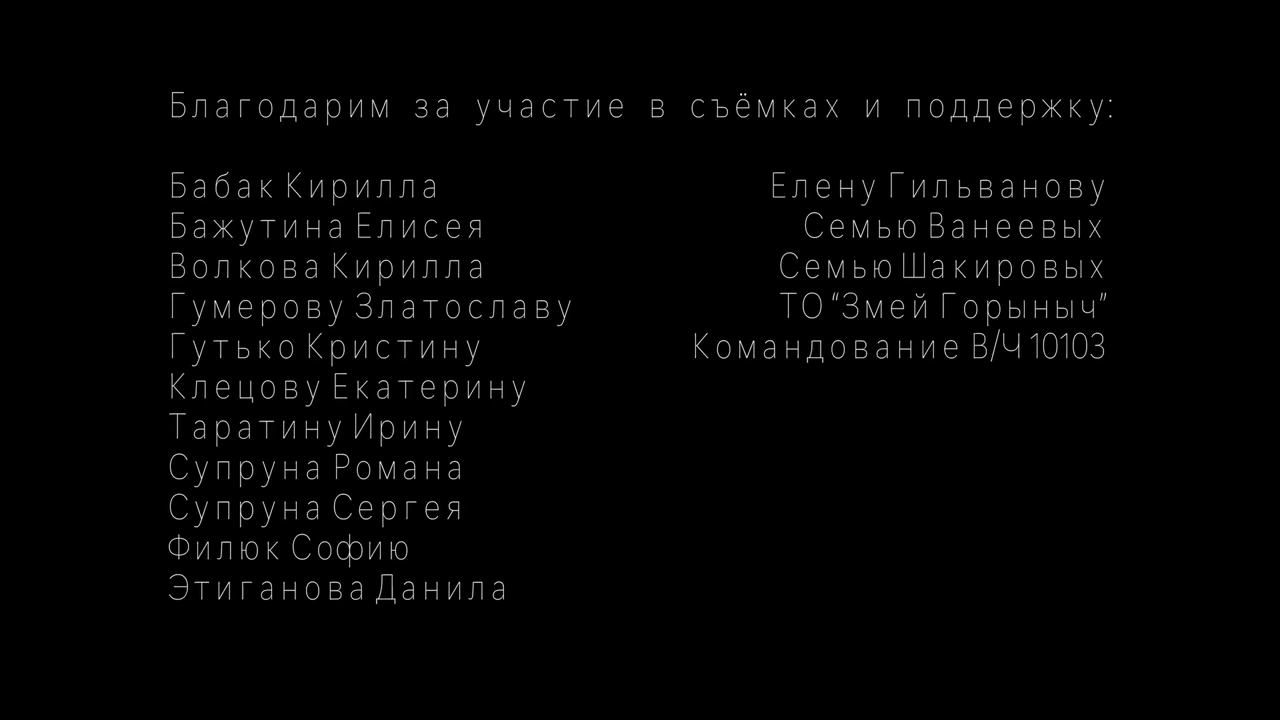 Благодарим за участие в съёмках и поддержку:
Бабак Кирилла
Бажутина Елисея
Волкова Кирилла
Гумерову Златославу
Гутько Кристину
Клецову Екатерину
Таратину Ирину
Супруна Романа
Супруна Сергея
Филюк Софию
Этиганова Данила
Елену Гильванову
Семью Ванеевых
Семью Шакировых
ТО “Змей Горыныч”
Командование В/Ч 10103